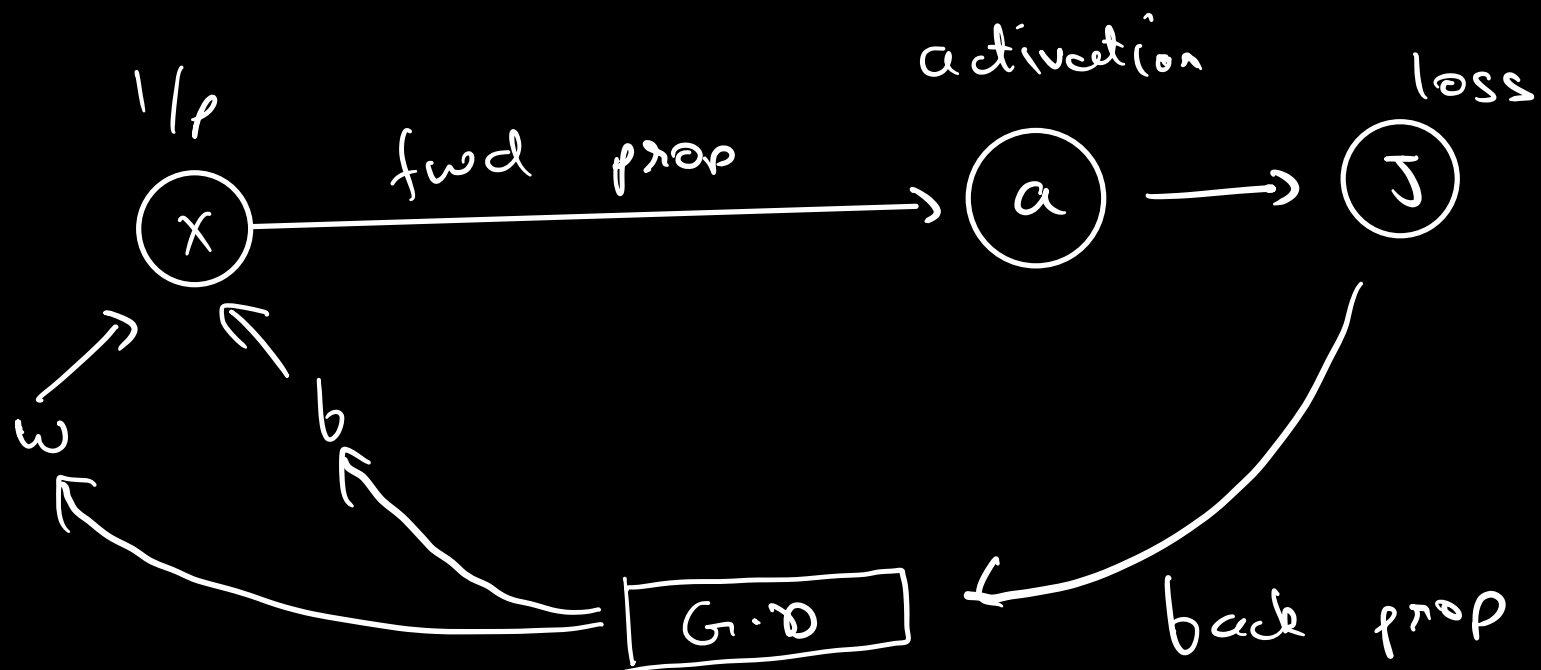 activation
loss
I/p
fwd prop
X
a
J
w
b
G.D
back prop